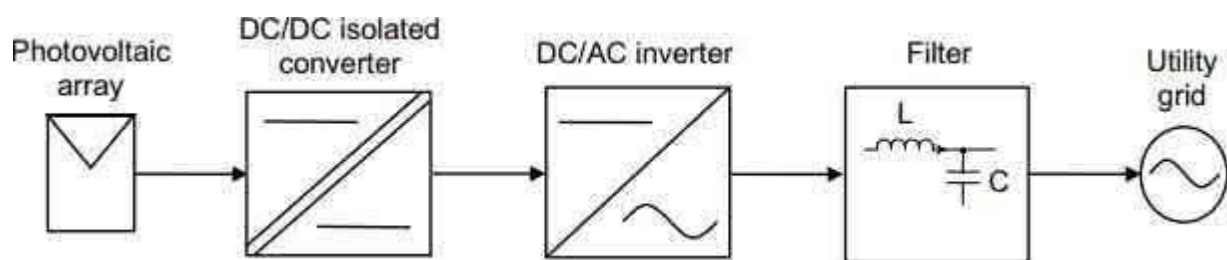 Photovoltaic
array
DC/DC isolated
converter
DC/AC inverter
Filter
L
C
Utility
grid